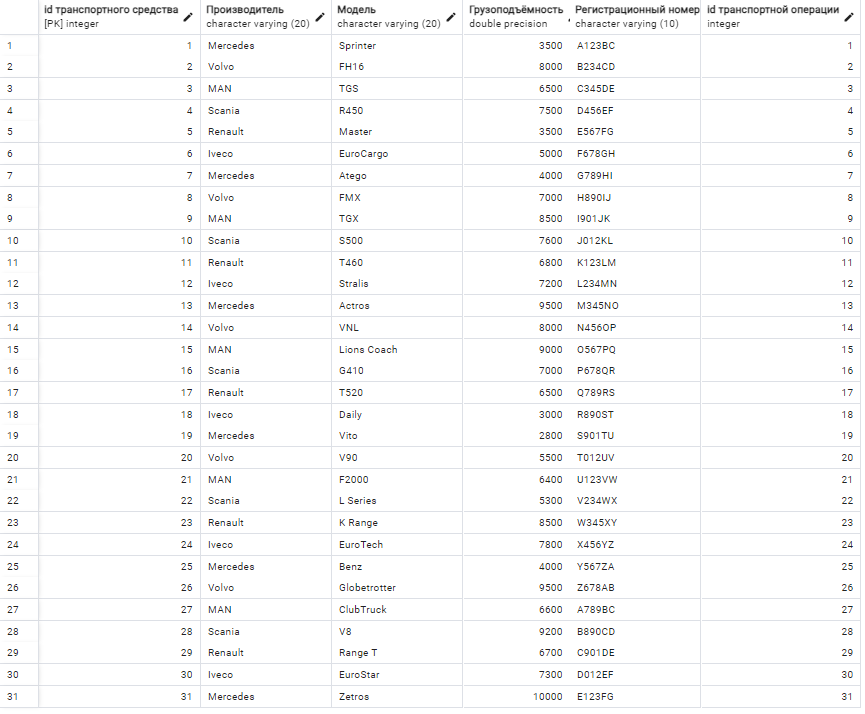 id транспортного средства Производитель Модель Грузоподъёмность Регистрационный номер id транспортной операции
[PK] integer character varying (20) character varying (20) double precision character varying (10) integer
1 1 Mercedes Sprinter 3500 A123BC 1
2 2 Volvo FH16 8000 B234CD 2
3 3 MAN TGS 6500 C345DE 3
4 4 Scania R450 7500 D456EF 4
5 5 Renault Master 3500 E567FG 5
6 6 Iveco EuroCargo 5000 F678GH 6
7 7 Mercedes Atego 4000 G789HI 7
8 8 Volvo FMX 7000 H890IJ 8
9 9 MAN TGX 8500 I901JK 9
10 10 Scania S500 7600 J012KL 10
11 11 Renault T460 6800 K123LM 11
12 12 Iveco Stralis 7200 L234MN 12
13 13 Mercedes Actros 9500 M345NO 13
14 14 Volvo VNL 8000 N456OP 14
15 15 MAN Lions Coach 9000 O567PQ 15
16 16 Scania G410 7000 P678QR 16
17 17 Renault T520 6500 Q789RS 17
18 18 Iveco Daily 3000 R890ST 18
19 19 Mercedes Vito 2800 S901TU 19
20 20 Volvo V90 5500 T012UV 20
21 21 MAN F2000 6400 U123VW 21
22 22 Scania L Series 5300 V234WX 22
23 23 Renault K Range 8500 W345XY 23
24 24 Iveco EuroTech 7800 X456YZ 24
25 25 Mercedes Benz 4000 Y567ZA 25
26 26 Volvo Globetrotter 9500 Z678AB 26
27 27 MAN ClubTruck 6600 A789BC 27
28 28 Scania V8 9200 B890CD 28
29 29 Renault Range T 6700 C901DE 29
30 30 Iveco EuroStar 7300 D012EF 30
31 31 Mercedes Zetros 10000 E123FG 31